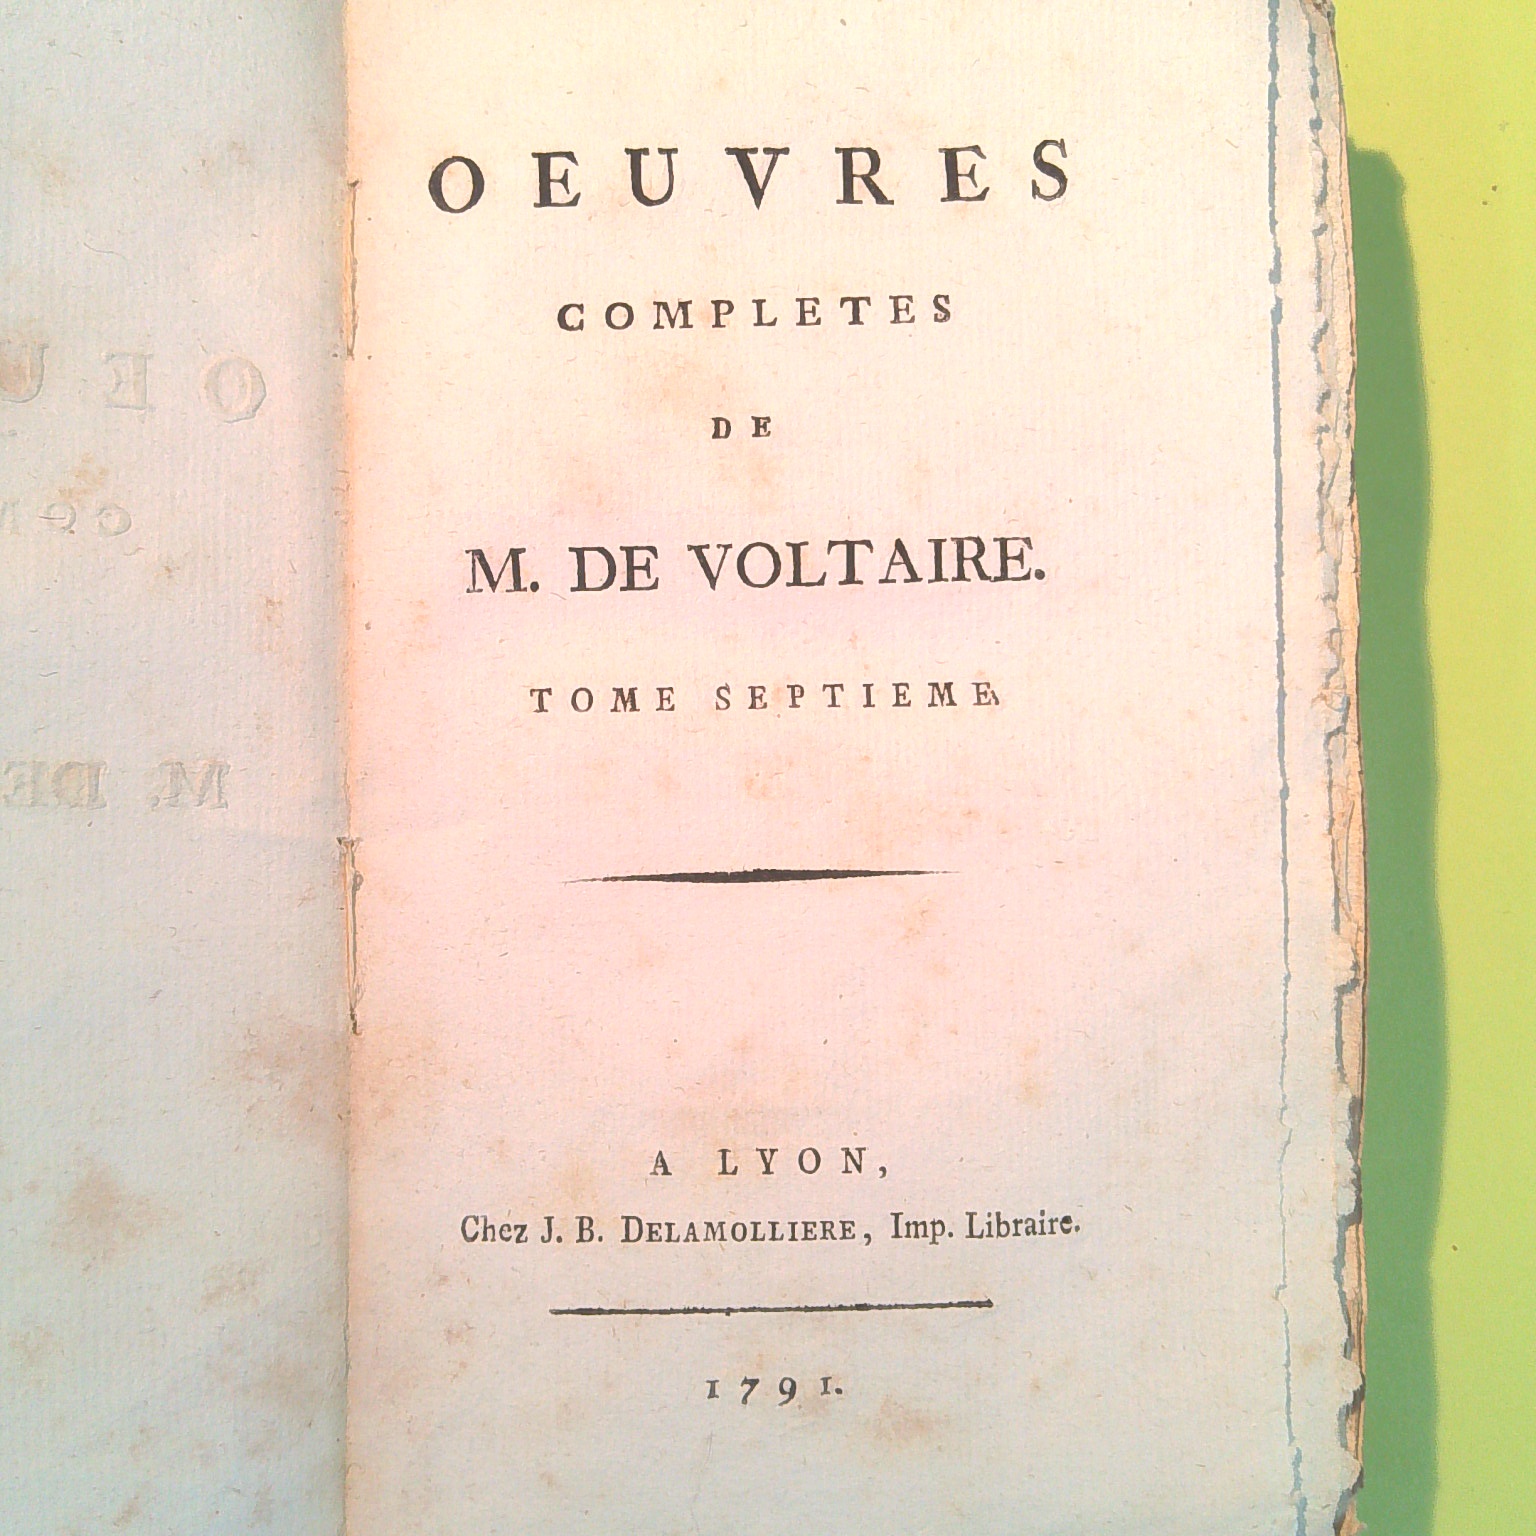 OEUVRES
COMPLETES
DE
M. DE VOLTAIRE.
TOME SEPTIEME
A LYON,
Chez J. B. DELAMOLLIERE, Imp. Libraire.
1791.